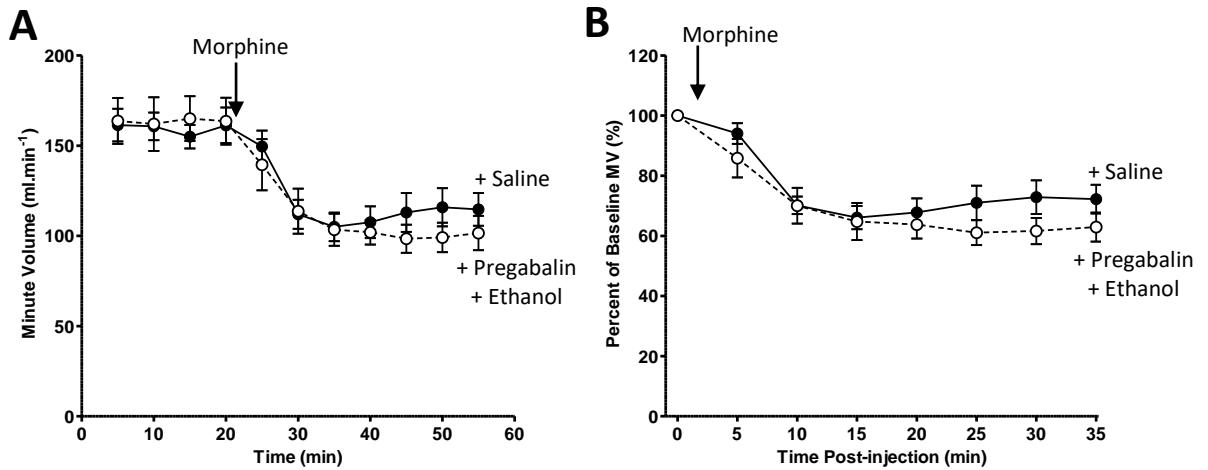 A
Morphine
200
150
100
50
0
Minute Volume (ml.min⁻¹)
+ Saline
+ Pregabalin
+ Ethanol
0 10 20 30 40 50 60
Time (min)
B
Morphine
120
100
80
60
40
20
0
Percent of Baseline MV (%)
+ Saline
+ Pregabalin
+ Ethanol
0 5 10 15 20 25 30 35
Time Post-injection (min)